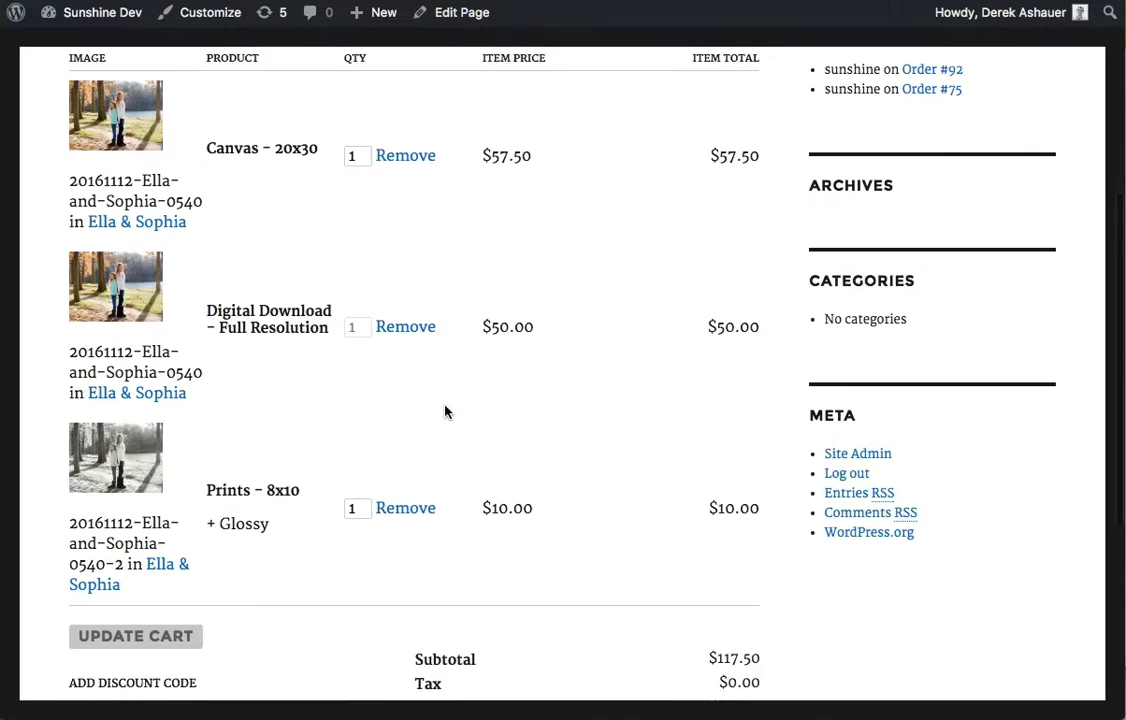 Sunshine Dev Customize 5 0 New Edit Page Howdy, Derek Ashauer
IMAGE PRODUCT QTY ITEM PRICE ITEM TOTAL
Canvas - 20x30 1 Remove $57.50 $57.50
20161112-Ella-
and-Sophia-0540
in Ella & Sophia
Digital Download
- Full Resolution
1 Remove $50.00 $50.00
20161112-Ella-
and-Sophia-0540
in Ella & Sophia
Prints - 8x10
+ Glossy
1 Remove $10.00 $10.00
20161112-Ella-
and-Sophia-
0540-2 in Ella &
Sophia
UPDATE CART
Subtotal $117.50
ADD DISCOUNT CODE
Tax $0.00
sunshine on Order #92
sunshine on Order #75
ARCHIVES
CATEGORIES
No categories
META
Site Admin
Log out
Entries RSS
Comments RSS
WordPress.org